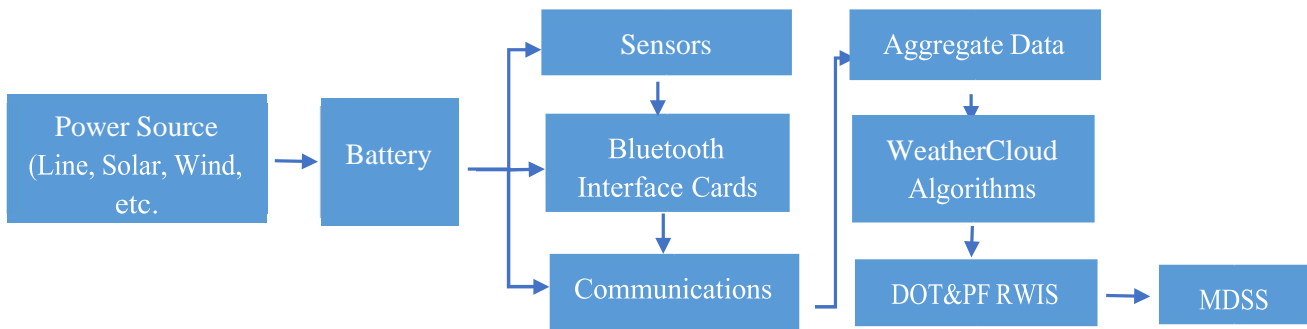 Power Source
(Line, Solar, Wind,
etc.
Battery
Sensors
Bluetooth
Interface Cards
Communications
Aggregate Data
WeatherCloud
Algorithms
DOT&PF RWIS
MDSS